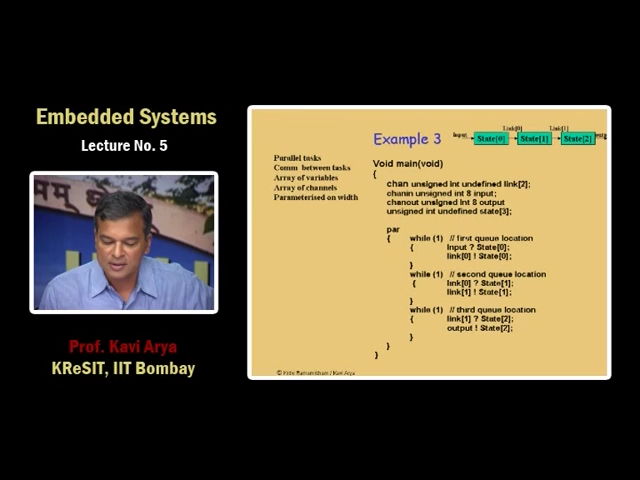 Embedded Systems
Lecture No. 5
Prof. Kavi Arya
KReSIT, IIT Bombay
Example 3
Input
State[0]
Link[0]
State[1]
Link[1]
State[2]
Parallel tasks
Comm between tasks
Array of variables
Array of channels
Parameterised on width
Void main(void)
{
chan unsigned int undefined link[2];
chanin unsigned int 8 input;
chanout unsigned int 8 output
unsigned int undefined state[3];
par
{ while (1) // first queue location
{ Input ? State[0];
link[0] ! State[0];
}
while (1) // second queue location
{ link[0] ? State[1];
link[1] ! State[1];
}
while (1) // third queue location
{ link[1] ? State[2];
output ! State[2];
}
}
}
© Krithi Ramamritham / Kavi Arya